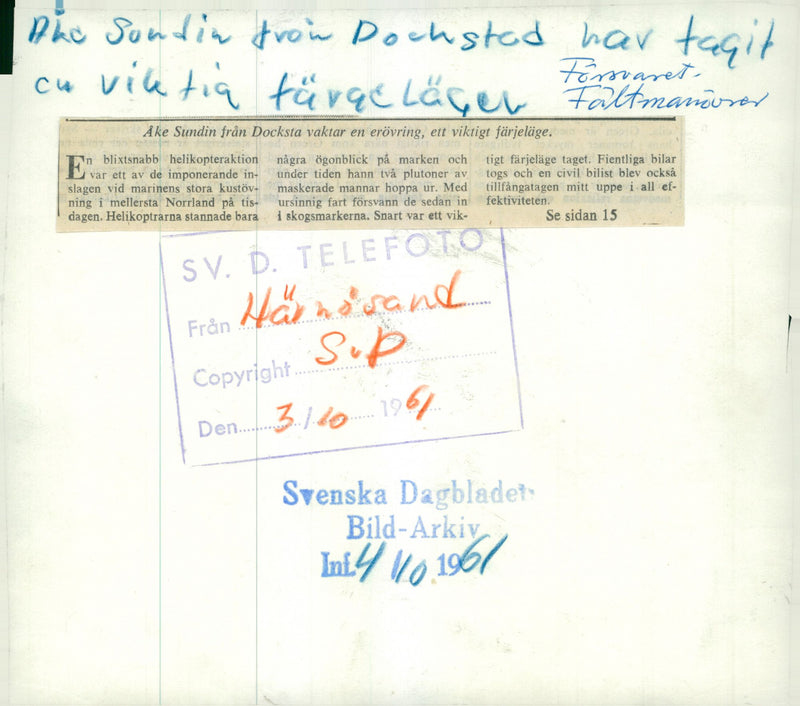 Åke Sundin från Dochstad har tagit
en viktig färgeläger
Försvaret-
Fältmanövrer
Åke Sundin från Docksta vaktar en erövring, ett viktigt färjeläge.
En blixtsnabb helikopteraktion
var ett av de imponerande in-
slagen vid marinens stora kustöv-
ning i mellersta Norrland på tis-
dagen. Helikoptrarna stannade bara
några ögonblick på marken och
under tiden hann två plutoner av
maskerade mannar hoppa ur. Med
ursinnig fart försvann de sedan in
i skogsmarkerna. Snart var ett vik-
tigt färjeläge taget. Fientliga bilar
togs och en civil bilist blev också
tillfångatagen mitt uppe i all ef-
fektiviteten.
Se sidan 15
SV. D. TELEFOTO
Från Härnösand
Copyright SvD
Den 3/10 1961
Svenska Dagbladet
Bild-Arkiv
Inl. 4/10 1961